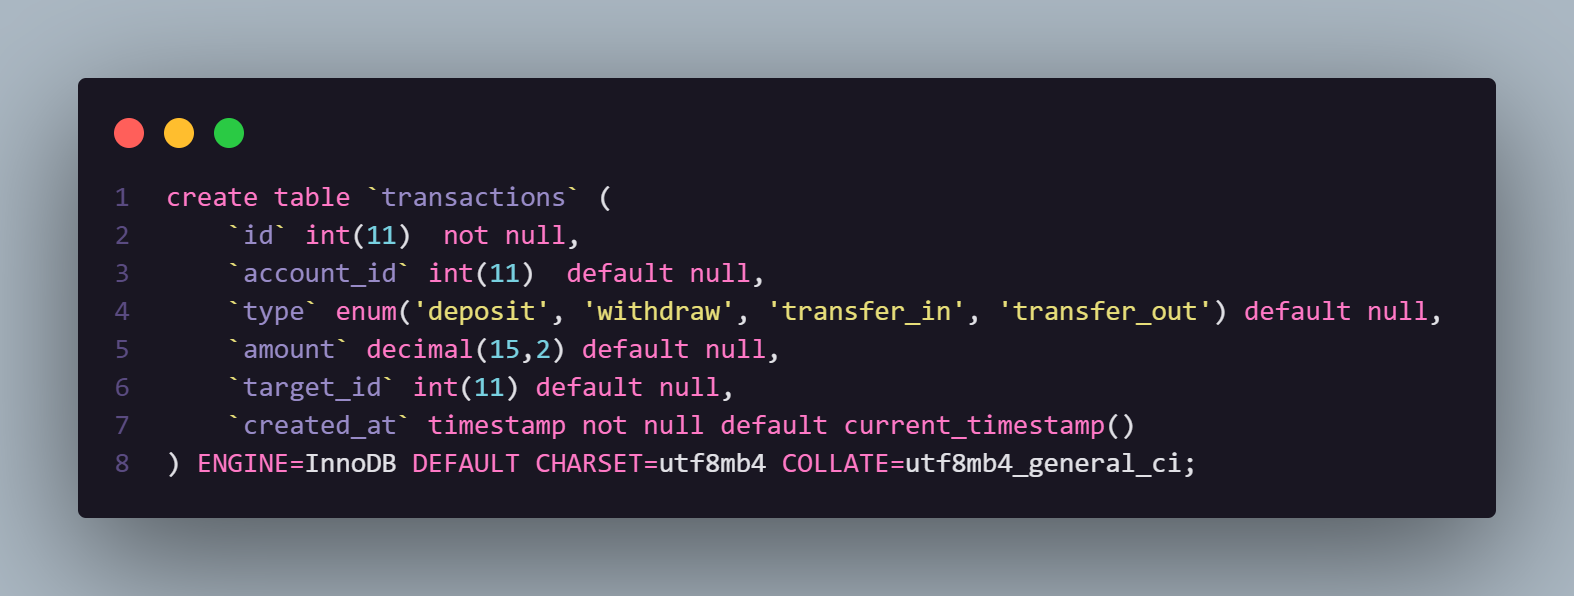 1 create table `transactions` (
2     `id` int(11)  not null,
3     `account_id` int(11)  default null,
4     `type` enum('deposit', 'withdraw', 'transfer_in', 'transfer_out') default null,
5     `amount` decimal(15,2) default null,
6     `target_id` int(11) default null,
7     `created_at` timestamp not null default current_timestamp()
8 ) ENGINE=InnoDB DEFAULT CHARSET=utf8mb4 COLLATE=utf8mb4_general_ci;